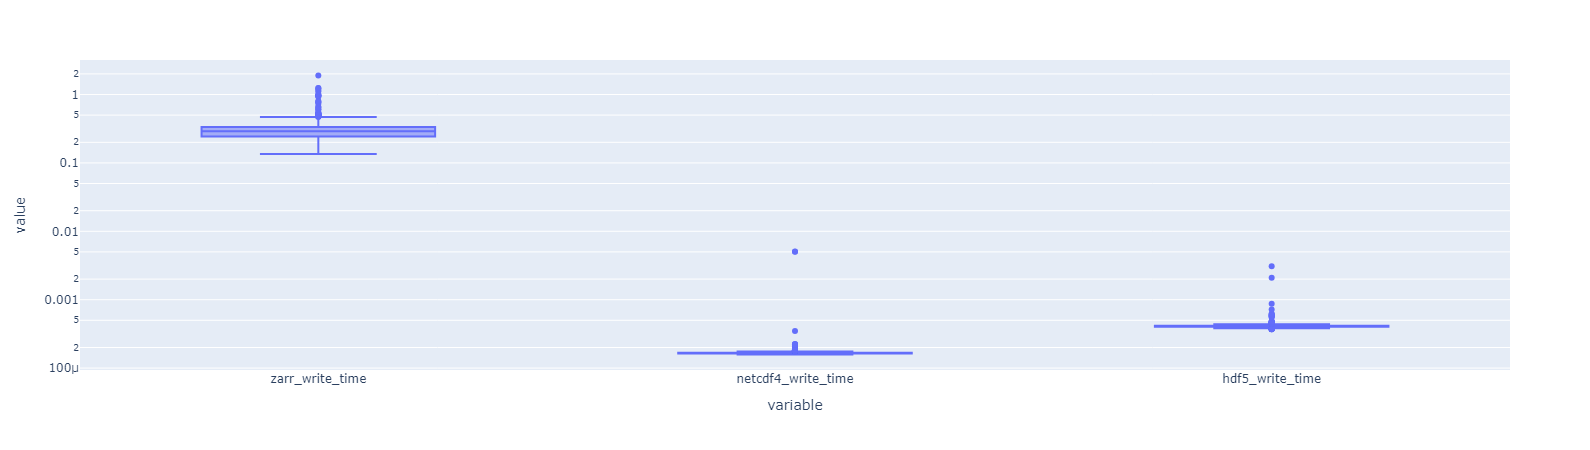 value
2
1
5
2
0.1
5
2
0.01
5
2
0.001
5
2
100μ
zarr_write_time
netcdf4_write_time
hdf5_write_time
variable